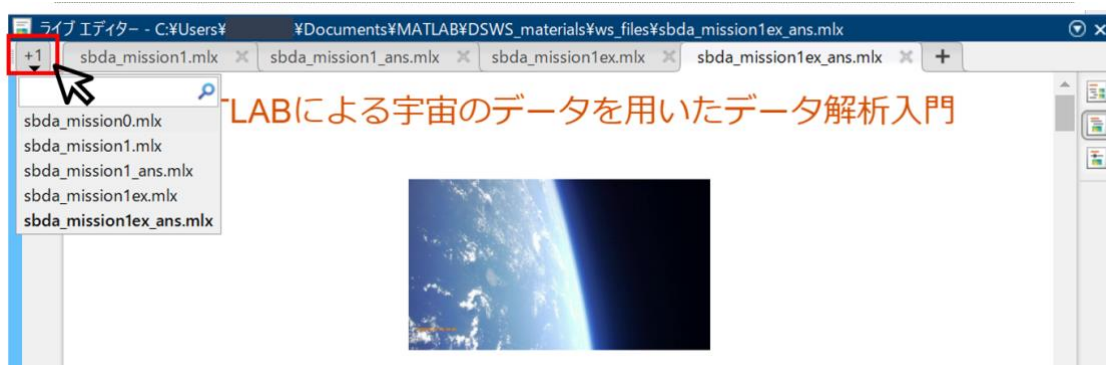 ライブ エディター - C:¥Users¥ ¥Documents¥MATLAB¥DSWS_materials¥ws_files¥sbda_mission1ex_ans.mlx
+1 sbda_mission1.mlx sbda_mission1_ans.mlx sbda_mission1ex.mlx sbda_mission1ex_ans.mlx +
TLABによる宇宙のデータを用いたデータ解析入門
sbda_mission0.mlx
sbda_mission1.mlx
sbda_mission1_ans.mlx
sbda_mission1ex.mlx
sbda_mission1ex_ans.mlx